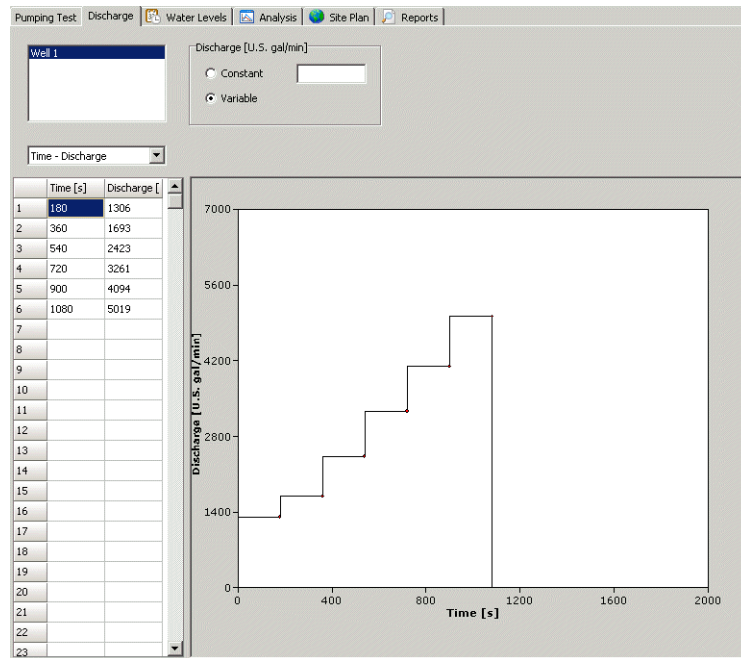 Pumping Test Discharge Water Levels Analysis Site Plan Reports
Well 1
Discharge [U.S. gal/min]
Constant
Variable
Time - Discharge
Time [s] Discharge [
1 180 1306
2 360 1693
3 540 2423
4 720 3261
5 900 4094
6 1080 5019
7
8
9
10
11
12
13
14
15
16
17
18
19
20
21
22
23
7000
5600
4200
2800
1400
0
Discharge [U.S. gal/min]
0 400 800 1200 1600 2000
Time [s]